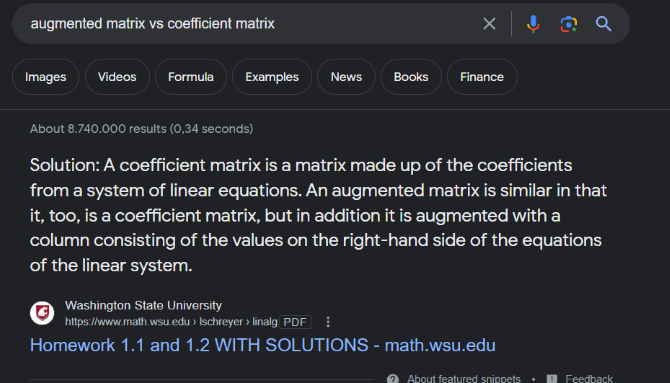 augmented matrix vs coefficient matrix
Images Videos Formula Examples News Books Finance
About 8.740.000 results (0,34 seconds)
Solution: A coefficient matrix is a matrix made up of the coefficients
from a system of linear equations. An augmented matrix is similar in that
it, too, is a coefficient matrix, but in addition it is augmented with a
column consisting of the values on the right-hand side of the equations
of the linear system.
Washington State University
https://www.math.wsu.edu › lschreyer › linalg PDF
Homework 1.1 and 1.2 WITH SOLUTIONS - math.wsu.edu
About featured snippets • Feedback